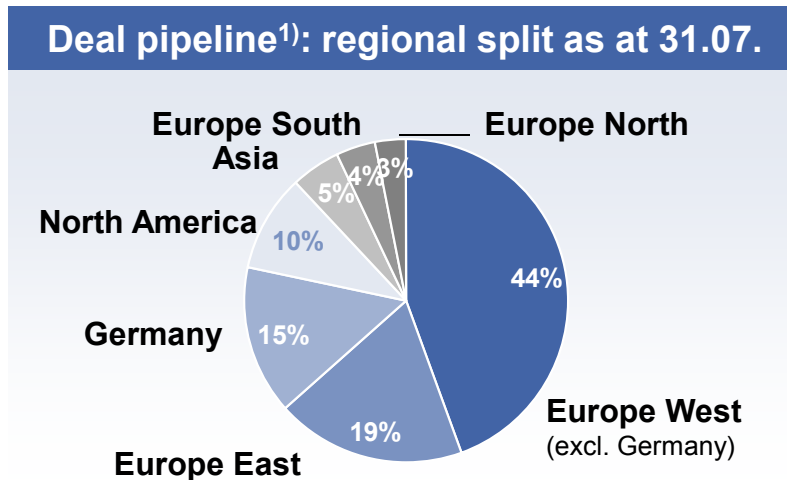 Deal pipeline1): regional split as at 31.07.
Europe South
Europe North
Asia
4%
3%
5%
North America
10%
44%
Germany
15%
Europe West
19%
(excl. Germany)
Europe East